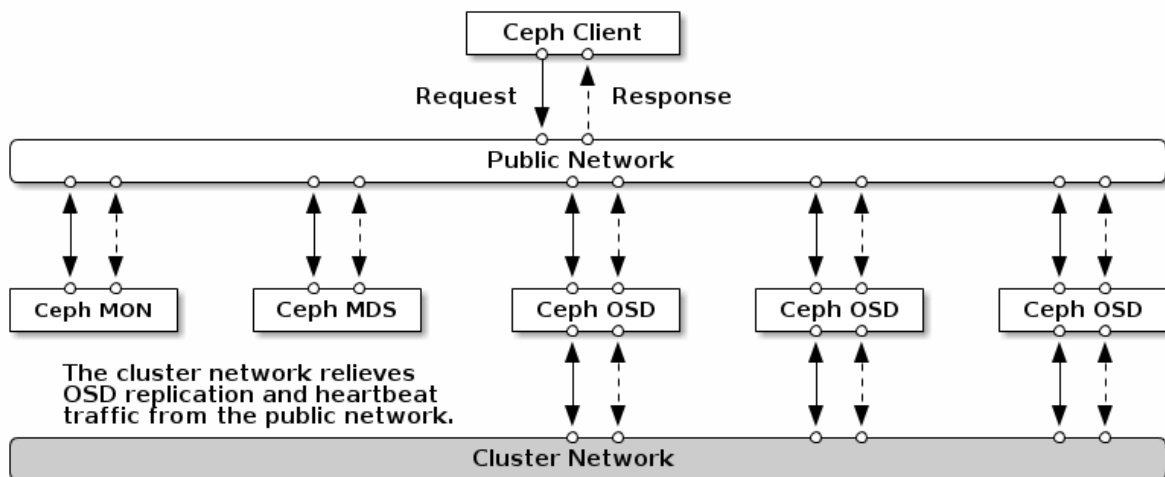 Ceph Client
Request
Response
Public Network
Ceph MON
Ceph MDS
Ceph OSD
Ceph OSD
Ceph OSD
The cluster network relieves
OSD replication and heartbeat
traffic from the public network.
Cluster Network